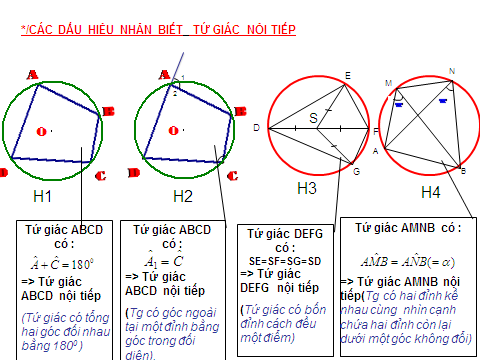 */CÁC DẤU HIỆU NHẬN BIẾT TỨ GIÁC NỘI TIẾP
A
B
C
D
O
1
2
H1
A
B
C
D
O
H2
D
E
F
G
S
H3
M
N
A
B
H4
Tứ giác ABCD
có :
Â + Ĉ = 180⁰
=> Tứ giác
ABCD nội tiếp
(Tứ giác có tổng
hai góc đối nhau
bằng 180⁰ )
Tứ giác ABCD
có :
Â₁ = Ĉ
=> Tứ giác
ABCD nội tiếp
(Tg có góc ngoài
tại một đỉnh bằng
góc trong đối
diện).
Tứ giác DEFG
có :
SE=SF=SG=SD
=> Tứ giác
DEFG nội tiếp
(Tứ giác có bốn
đỉnh cách đều
một điểm)
Tứ giác AMNB có :
AM̂B = AN̂B(= α)
=> Tứ giác AMNB nội
tiếp(Tg có hai đỉnh kề
nhau cùng nhìn cạnh
chứa hai đỉnh còn lại
dưới một góc không đổi)